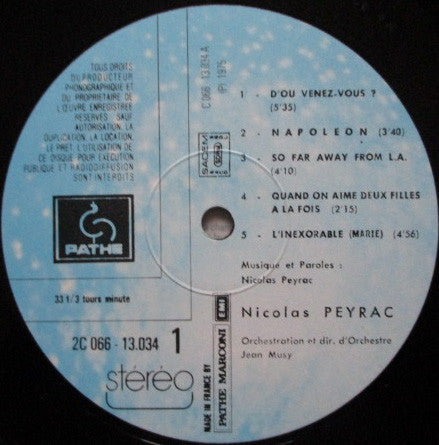 TOUS DROITS
DU PRODUCTEUR
PHONOGRAPHIQUE ET
DU PROPRIETAIRE DE
L'ŒUVRE ENREGISTREE
RESERVES. SAUF
AUTORISATION. LA
DUPLICATION, LA LOCATION,
LE PRET, L'UTILISATION DE
CE DISQUE POUR EXECUTION
PUBLIQUE ET RADIODIFFUSION
SONT INTERDITS
PATHE
33 1/3 tours minute
2C 066 - 13.034 1
stéréo
C 066 13.034 A
(P) 1975
SACEM
MADE IN FRANCE BY
PATHE MARCONI EMI
1 - D'OU VENEZ-VOUS ?
(5'35)
2 - NAPOLEON (3'40)
3 - SO FAR AWAY FROM L.A.
(4'10)
4 - QUAND ON AIME DEUX FILLES
A LA FOIS (2'15)
5 - L'INEXORABLE (MARIE) (4'56)
Musique et Paroles :
Nicolas Peyrac
Nicolas PEYRAC
Orchestration et dir. d'Orchestre
Jean Musy